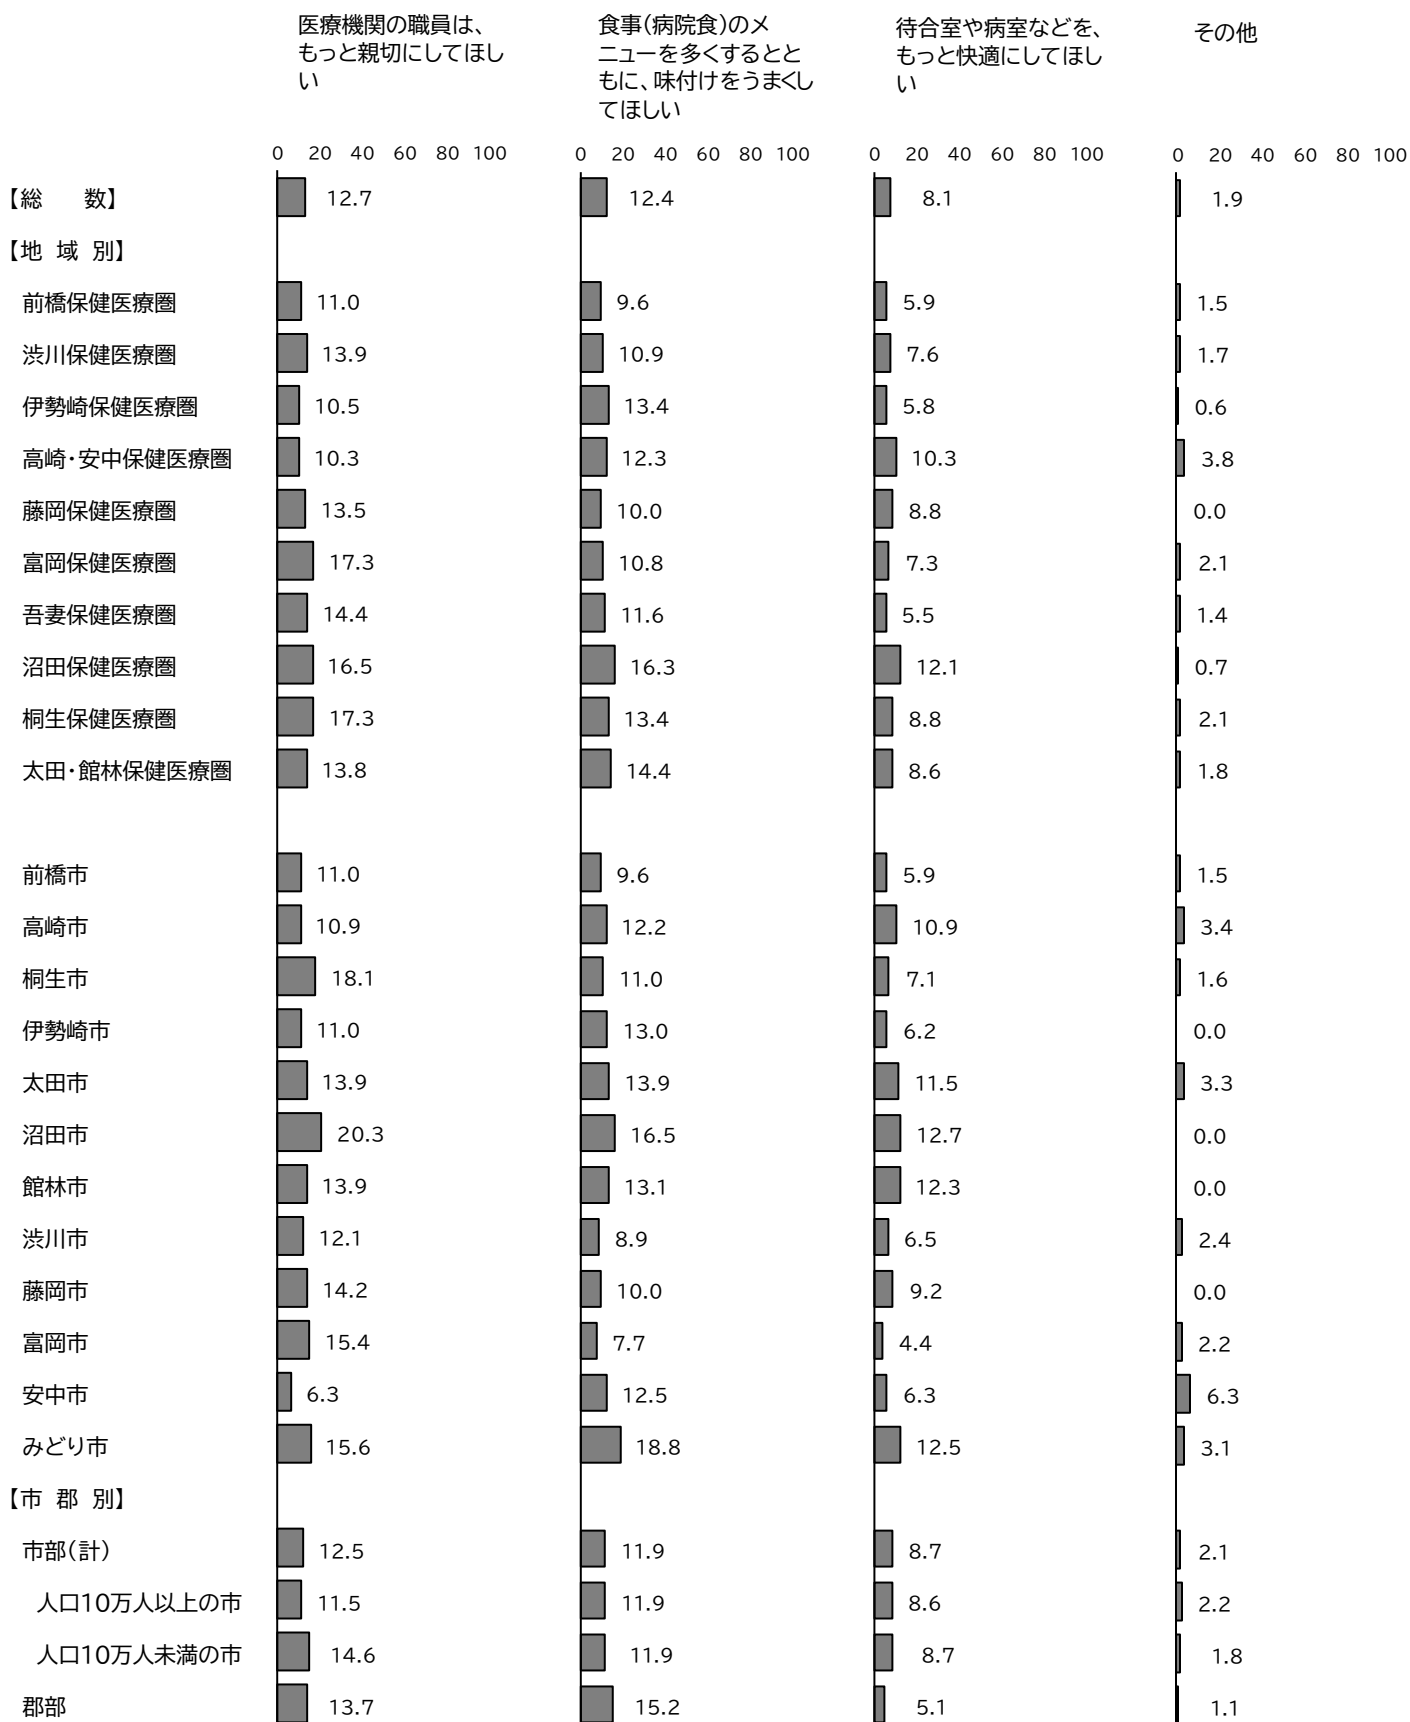 医療機関の職員は、
もっと親切にしてほし
い
食事(病院食)のメ
ニューを多くするとと
もに、味付けをうまくし
てほしい
待合室や病室などを、
もっと快適にしてほし
い
その他
0 20 40 60 80 100 0 20 40 60 80 100 0 20 40 60 80 100 0 20 40 60 80 100
【総　数】 12.7 12.4 8.1 1.9
【地 域 別】
前橋保健医療圏 11.0 9.6 5.9 1.5
渋川保健医療圏 13.9 10.9 7.6 1.7
伊勢崎保健医療圏 10.5 13.4 5.8 0.6
高崎・安中保健医療圏 10.3 12.3 10.3 3.8
藤岡保健医療圏 13.5 10.0 8.8 0.0
富岡保健医療圏 17.3 10.8 7.3 2.1
吾妻保健医療圏 14.4 11.6 5.5 1.4
沼田保健医療圏 16.5 16.3 12.1 0.7
桐生保健医療圏 17.3 13.4 8.8 2.1
太田・館林保健医療圏 13.8 14.4 8.6 1.8
前橋市 11.0 9.6 5.9 1.5
高崎市 10.9 12.2 10.9 3.4
桐生市 18.1 11.0 7.1 1.6
伊勢崎市 11.0 13.0 6.2 0.0
太田市 13.9 13.9 11.5 3.3
沼田市 20.3 16.5 12.7 0.0
館林市 13.9 13.1 12.3 0.0
渋川市 12.1 8.9 6.5 2.4
藤岡市 14.2 10.0 9.2 0.0
富岡市 15.4 7.7 4.4 2.2
安中市 6.3 12.5 6.3 6.3
みどり市 15.6 18.8 12.5 3.1
【市 郡 別】
市部(計) 12.5 11.9 8.7 2.1
人口10万人以上の市 11.5 11.9 8.6 2.2
人口10万人未満の市 14.6 11.9 8.7 1.8
郡部 13.7 15.2 5.1 1.1